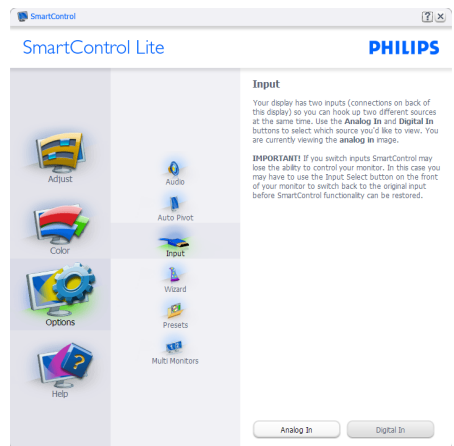 SmartControl
SmartControl Lite
PHILIPS
Adjust
Color
Options
Help
Audio
Auto Pivot
Input
Wizard
Presets
Multi Monitors
Input
Your display has two inputs (connections on back of
this display) so you can hook up two different sources
at the same time. Use the Analog In and Digital In
buttons to select which source you'd like to view. You
are currently viewing the analog in image.
IMPORTANT! If you switch inputs SmartControl may
lose the ability to control your monitor. In this case you
may have to use the Input Select button on the front
of your monitor to switch back to the original input
before SmartControl functionality can be restored.
Analog In
Digital In